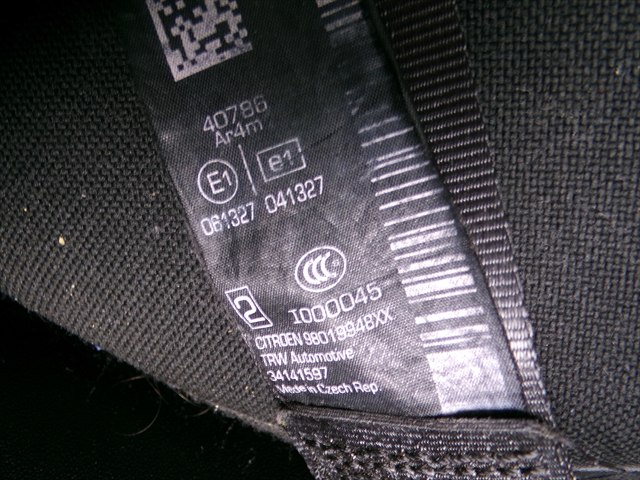 40786
Ar4m
E1 e1
061327 041327
CCC
2 I000045
CITROEN 98019948XX
TRW Automotive
34141597
Made in Czech Rep